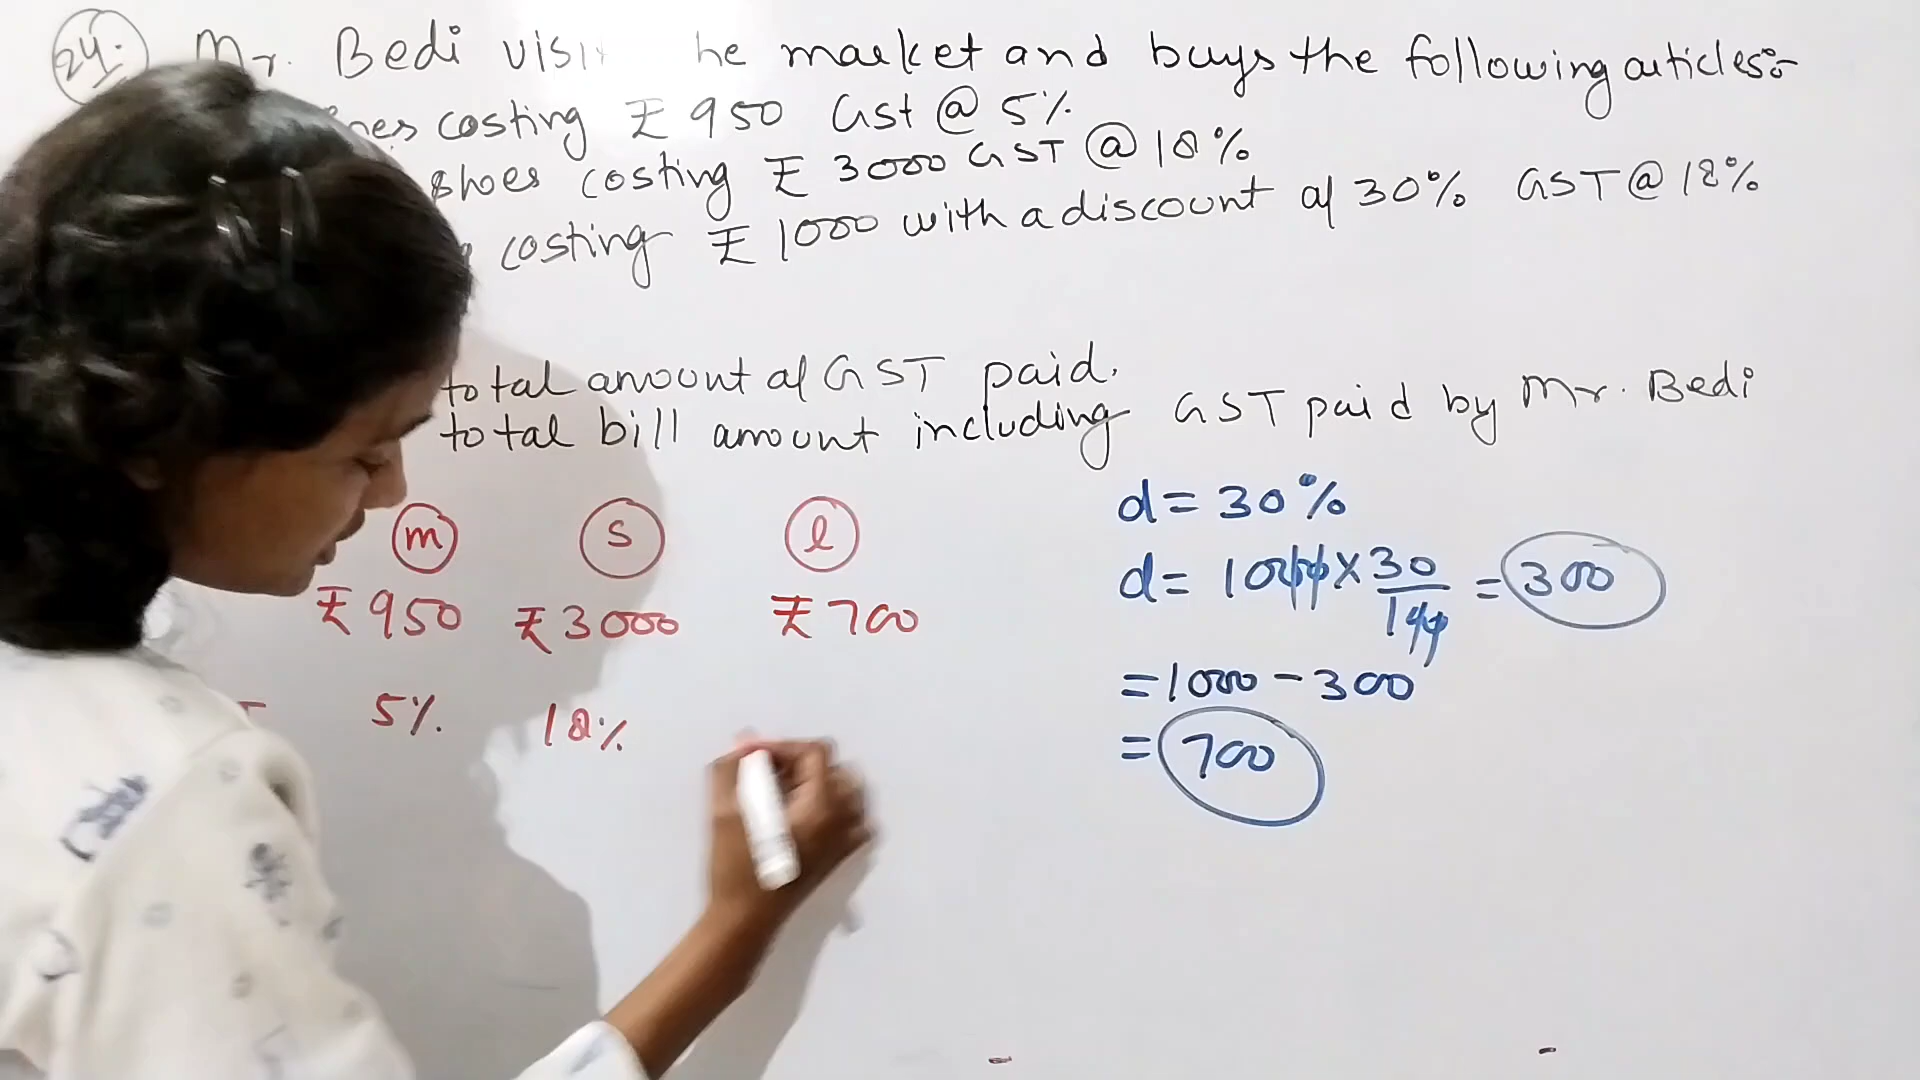 24.
Mr. Bedi visi he market and buys the following articles:-
nes costing ₹ 950 Gst @ 5%
shoes costing ₹ 3000 GST @ 18%
costing ₹ 1000 with a discount of 30% GST @ 18%
total amount of GST paid.
total bill amount including GST paid by Mr. Bedi
m s l
₹950 ₹3000 ₹700
5% 18%
d = 30%
d = 1000 × 30/100 = 300
= 1000 - 300
= 700